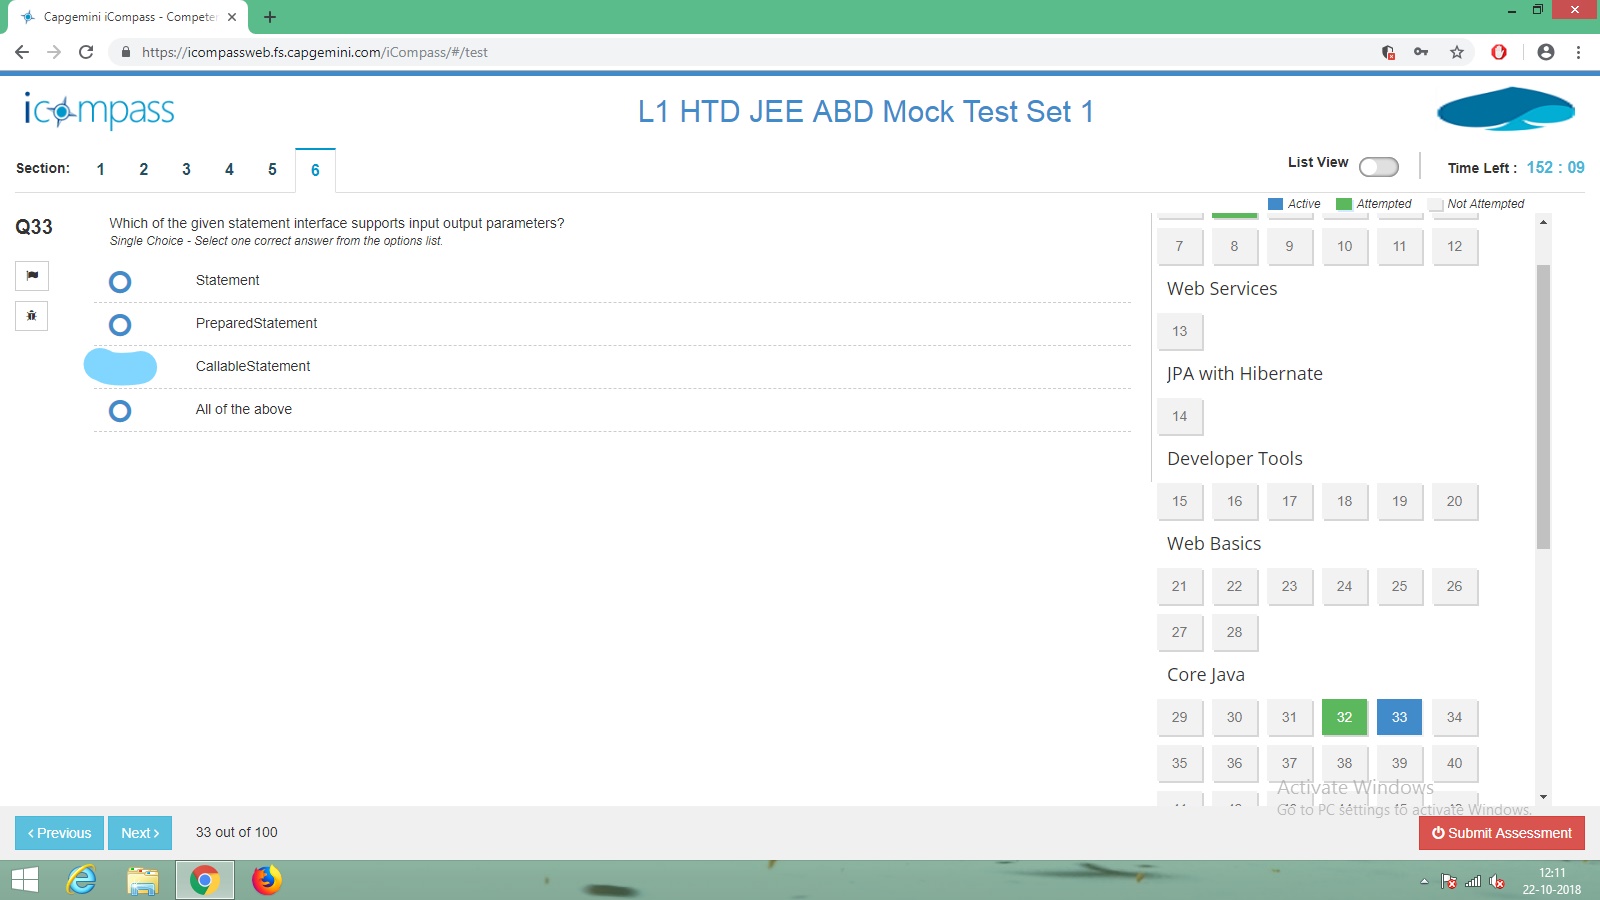 Capgemini iCompass - Competen
https://icompassweb.fs.capgemini.com/iCompass/#/test
icompass
L1 HTD JEE ABD Mock Test Set 1
Section: 1 2 3 4 5 6
List View
Time Left : 152 : 09
Active Attempted Not Attempted
Q33
Which of the given statement interface supports input output parameters?
Single Choice - Select one correct answer from the options list.
Statement
PreparedStatement
CallableStatement
All of the above
7 8 9 10 11 12
Web Services
13
JPA with Hibernate
14
Developer Tools
15 16 17 18 19 20
Web Basics
21 22 23 24 25 26
27 28
Core Java
29 30 31 32 33 34
35 36 37 38 39 40
Activate Windows
Go to PC settings to activate Windows.
‹ Previous Next › 33 out of 100
Submit Assessment
12:11
22-10-2018